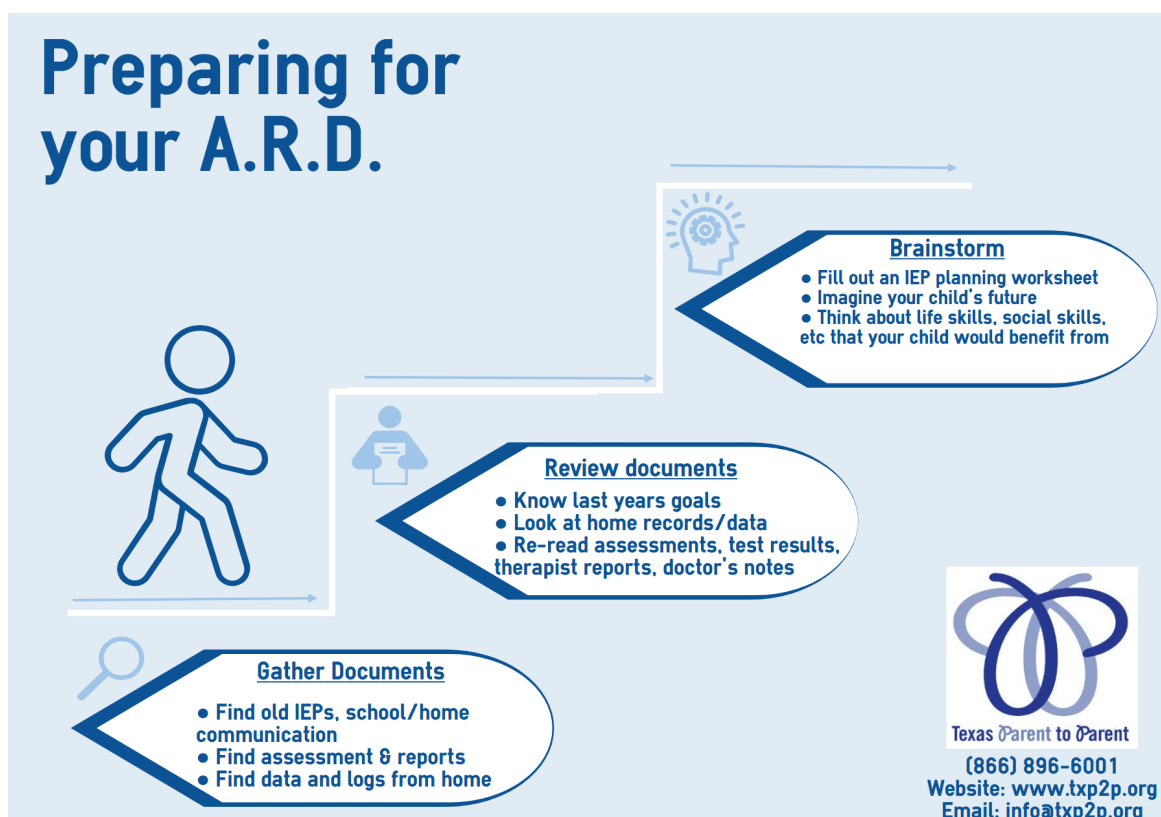 Preparing for
your A.R.D.
Brainstorm
● Fill out an IEP planning worksheet
● Imagine your child's future
● Think about life skills, social skills,
etc that your child would benefit from
Review documents
● Know last years goals
● Look at home records/data
● Re-read assessments, test results,
therapist reports, doctor's notes
Gather Documents
● Find old IEPs, school/home
communication
● Find assessment & reports
● Find data and logs from home
Texas Parent to Parent
(866) 896-6001
Website: www.txp2p.org
Email: info@txp2p.org